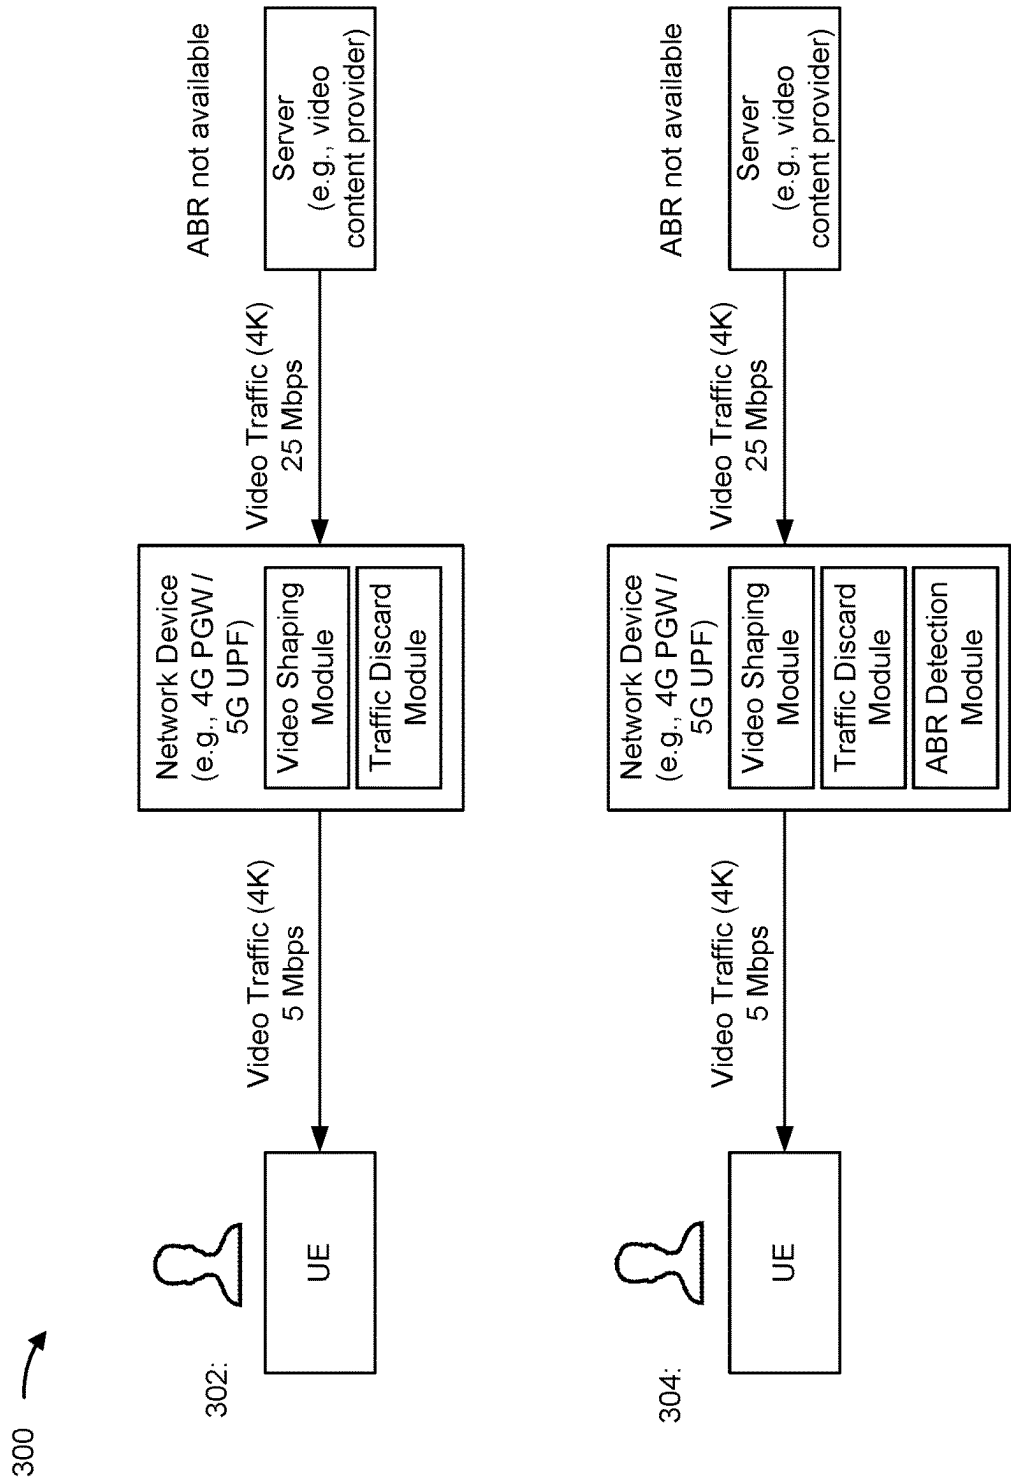 300
302:
UE
Video Traffic (4K)
5 Mbps
Network Device
(e.g., 4G PGW /
5G UPF)
Video Shaping
Module
Traffic Discard
Module
Video Traffic (4K)
25 Mbps
ABR not available
Server
(e.g., video
content provider)
304:
UE
Video Traffic (4K)
5 Mbps
Network Device
(e.g., 4G PGW /
5G UPF)
Video Shaping
Module
Traffic Discard
Module
ABR Detection
Module
Video Traffic (4K)
25 Mbps
ABR not available
Server
(e.g., video
content provider)